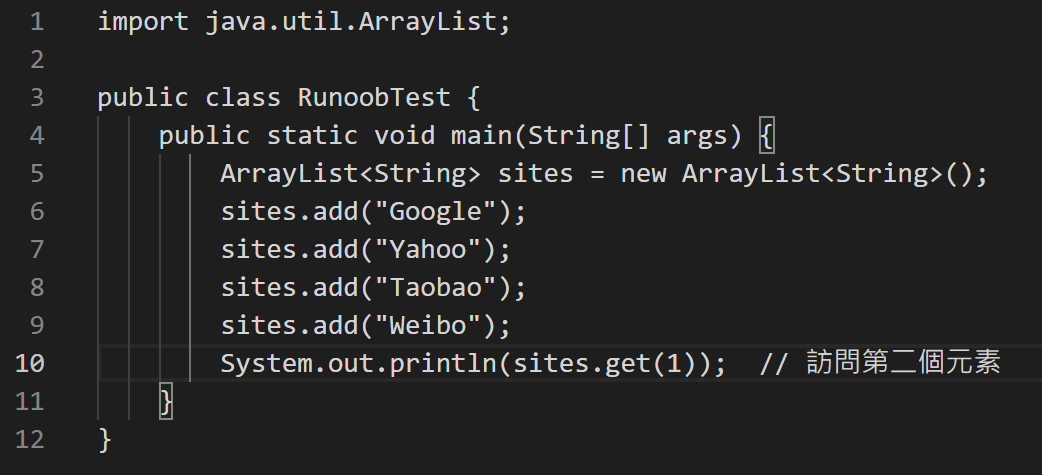 1 import java.util.ArrayList;
2
3 public class RunoobTest {
4     public static void main(String[] args) {
5         ArrayList<String> sites = new ArrayList<String>();
6         sites.add("Google");
7         sites.add("Yahoo");
8         sites.add("Taobao");
9         sites.add("Weibo");
10         System.out.println(sites.get(1));  // 訪問第二個元素
11     }
12 }